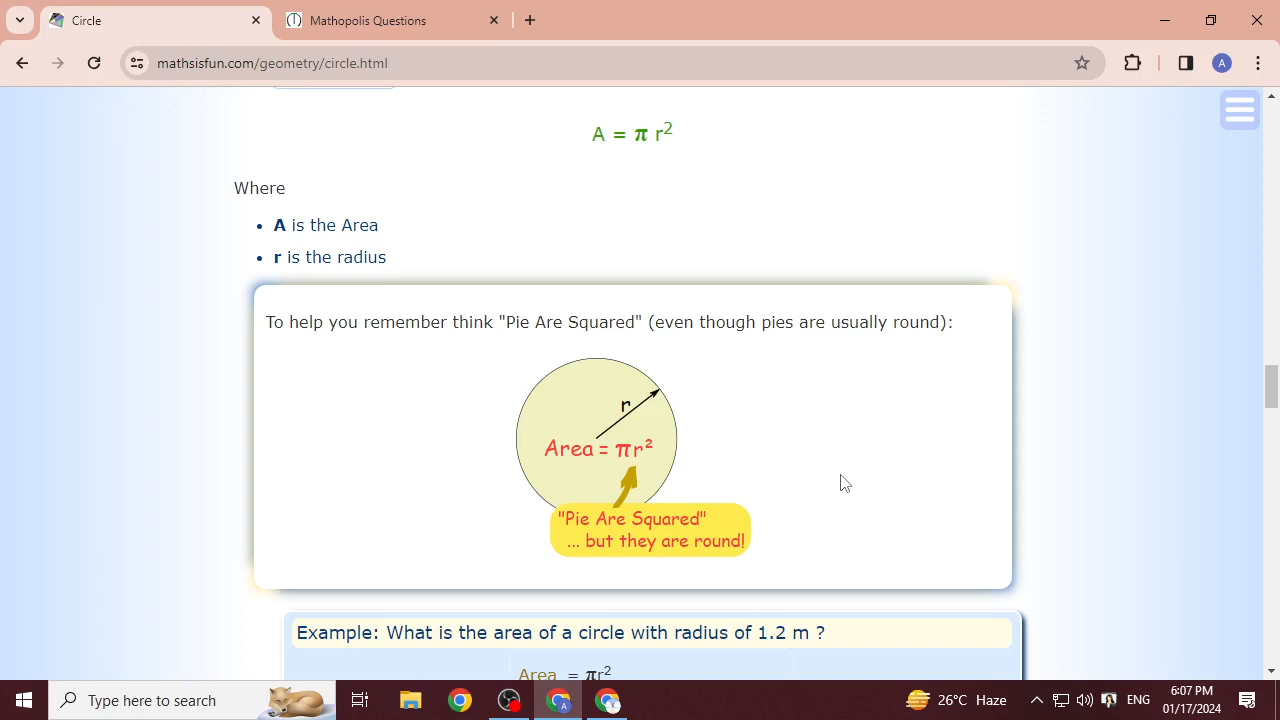 Circle
Mathopolis Questions
mathsisfun.com/geometry/circle.html
A
A = π r²
Where
• A is the Area
• r is the radius
To help you remember think "Pie Are Squared" (even though pies are usually round):
r
Area = πr²
"Pie Are Squared"
... but they are round!
Example: What is the area of a circle with radius of 1.2 m ?
Area = πr²
Type here to search
A
26°C Haze
ENG
6:07 PM
01/17/2024